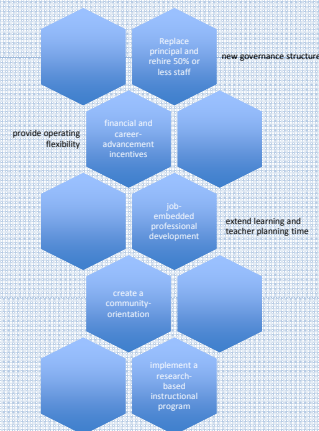 Replace
principal and
rehire 50% or
less staff
new governance structure
provide operating
flexibility
financial and
career-
advancement
incentives
job-
embedded
professional
development
extend learning and
teacher planning time
create a
community-
orientation
implement a
research-
based
instructional
program